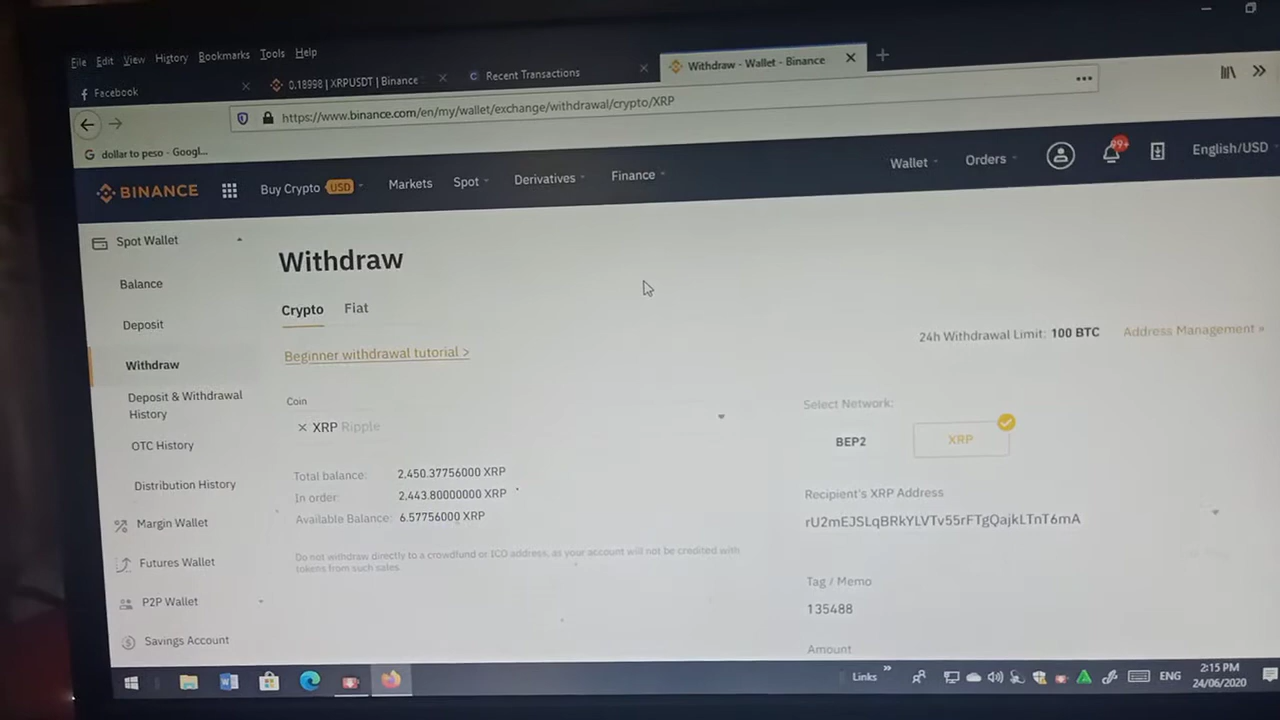 File Edit View History Bookmarks Tools Help
Facebook
0.18998 | XRPUSDT | Binance
Recent Transactions
Withdraw - Wallet - Binance
https://www.binance.com/en/my/wallet/exchange/withdrawal/crypto/XRP
dollar to peso - Googl...
BINANCE Buy Crypto USD Markets Spot Derivatives Finance Wallet Orders 99+ English/USD
Spot Wallet
Balance
Deposit
Withdraw
Deposit & Withdrawal
History
OTC History
Distribution History
Margin Wallet
Futures Wallet
P2P Wallet
Savings Account
Withdraw
Crypto Fiat
Beginner withdrawal tutorial >
24h Withdrawal Limit: 100 BTC Address Management »
Coin
XRP Ripple
Total balance: 2,450.37756000 XRP
In order: 2,443.80000000 XRP
Available Balance: 6.57756000 XRP
Do not withdraw directly to a crowdfund or ICO address, as your account will not be credited with
tokens from such sales.
Select Network:
BEP2 XRP
Recipient's XRP Address
rU2mEJSLqBRkYLVTv55rFTgQajkLTnT6mA
Tag / Memo
135488
Amount
Links » ENG 2:15 PM
24/06/2020